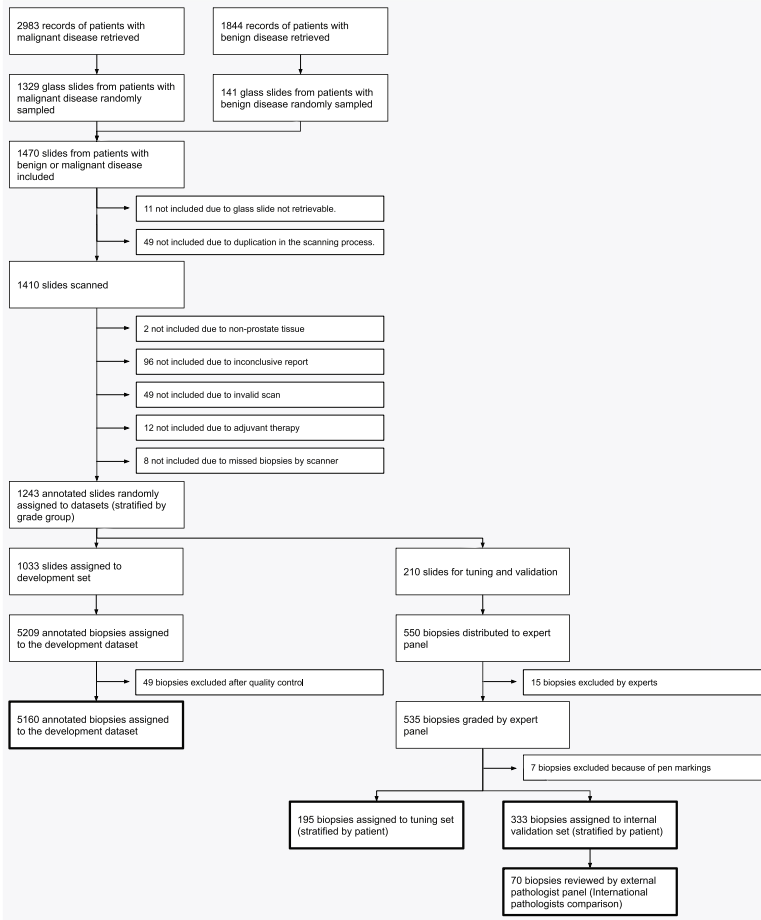 2983 records of patients with
malignant disease retrieved
1844 records of patients with
benign disease retrieved
1329 glass slides from patients with
malignant disease randomly
sampled
141 glass slides from patients with
benign disease randomly sampled
1470 slides from patients with
benign or malignant disease
included
11 not included due to glass slide not retrievable.
49 not included due to duplication in the scanning process.
1410 slides scanned
2 not included due to non-prostate tissue
96 not included due to inconclusive report
49 not included due to invalid scan
12 not included due to adjuvant therapy
8 not included due to missed biopsies by scanner
1243 annotated slides randomly
assigned to datasets (stratified by
grade group)
1033 slides assigned to
development set
210 slides for tuning and validation
5209 annotated biopsies assigned
to the development dataset
550 biopsies distributed to expert
panel
49 biopsies excluded after quality control
15 biopsies excluded by experts
5160 annotated biopsies assigned
to the development dataset
535 biopsies graded by expert
panel
7 biopsies excluded because of pen markings
195 biopsies assigned to tuning set
(stratified by patient)
333 biopsies assigned to internal
validation set (stratified by patient)
70 biopsies reviewed by external
pathologist panel (International
pathologists comparison)